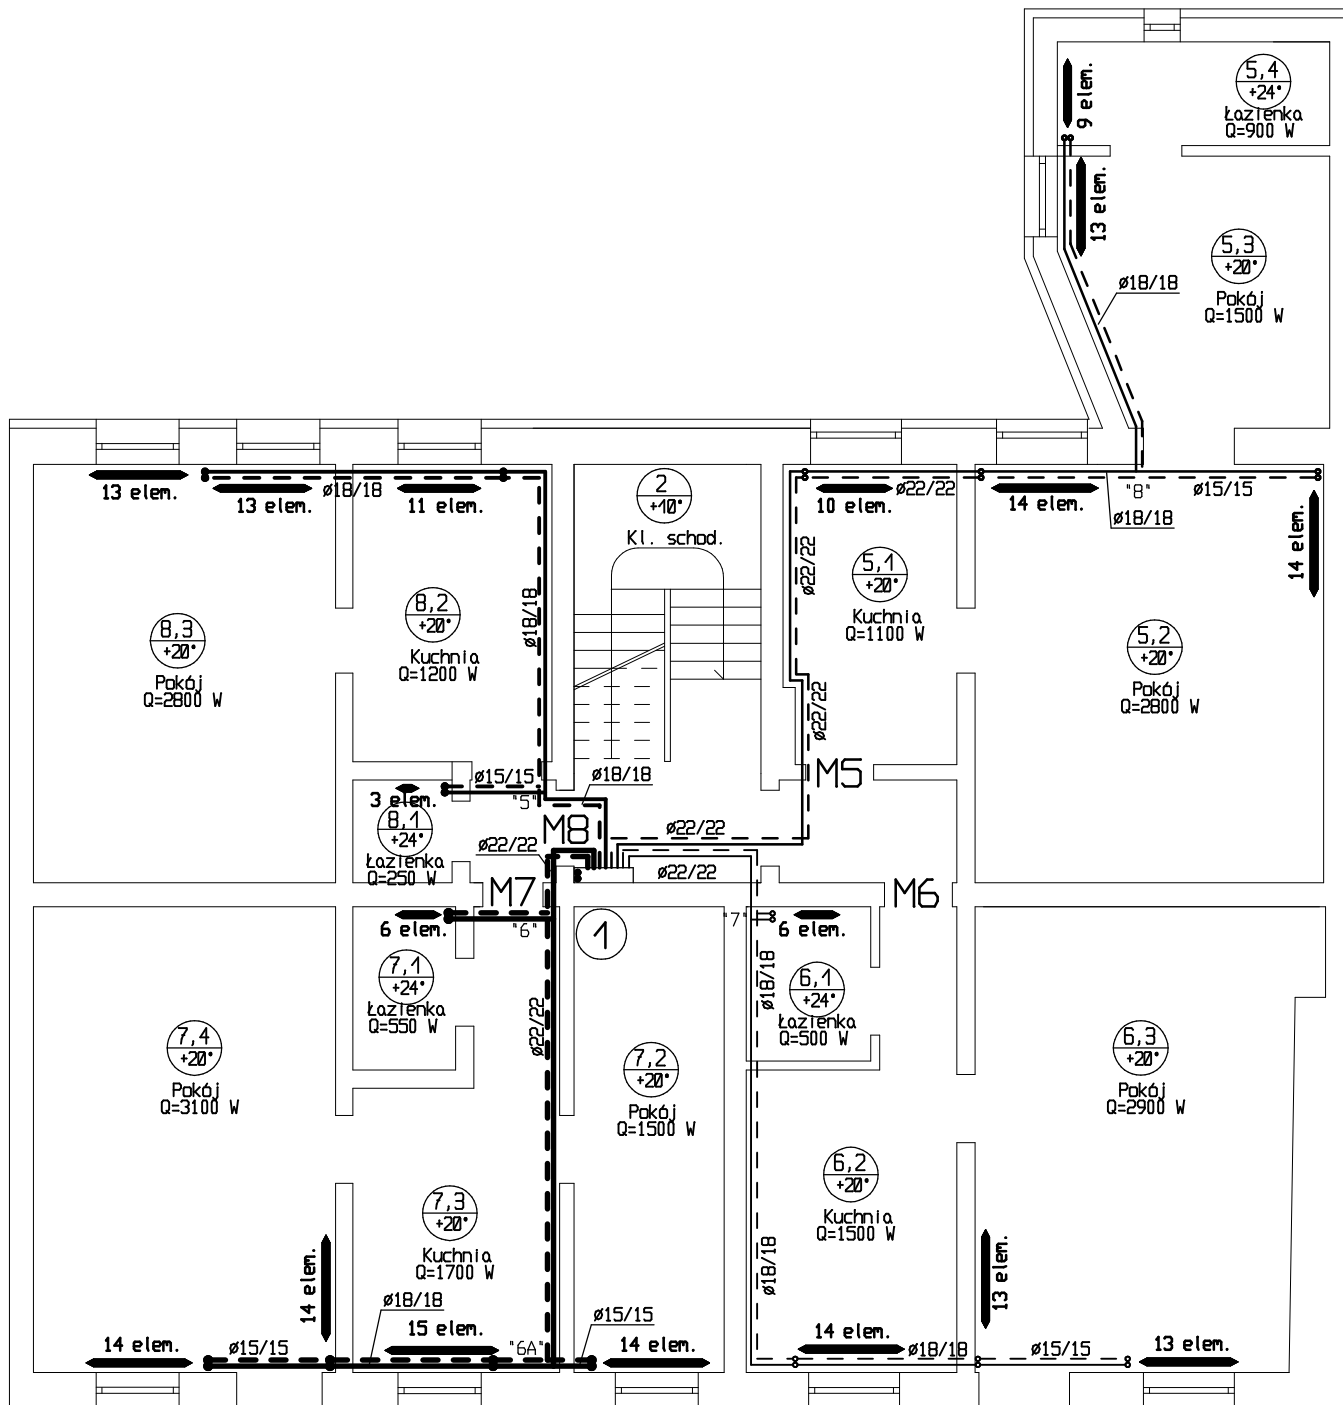 5,4
+24°
Łazienka
Q=900 W
9 elem.
13 elem.
5,3
+20°
Pokój
Q=1500 W
ø18/18
13 elem.
13 elem.
ø18/18
11 elem.
2
+10°
Kl. schod.
10 elem.
ø22/22
14 elem.
"8"
ø15/15
ø18/18
14 elem.
ø22/22
5,1
+20°
Kuchnia
Q=1100 W
8,3
+20°
Pokój
Q=2800 W
8,2
+20°
Kuchnia
Q=1200 W
ø18/18
5,2
+20°
Pokój
Q=2800 W
ø22/22
M5
ø15/15
ø18/18
3 elem.
"5"
8,1
+24°
Łazienka
Q=250 W
M8
ø22/22
ø22/22
ø22/22
M7
M6
6 elem.
"6"
1
"7"
6 elem.
7,1
+24°
Łazienka
Q=550 W
ø22/22
ø18/18
6,1
+24°
Łazienka
Q=500 W
7,4
+20°
Pokój
Q=3100 W
7,2
+20°
Pokój
Q=1500 W
6,3
+20°
Pokój
Q=2900 W
6,2
+20°
Kuchnia
Q=1500 W
7,3
+20°
Kuchnia
Q=1700 W
ø18/18
14 elem.
13 elem.
ø18/18
ø15/15
14 elem.
ø15/15
15 elem.
"6A"
14 elem.
14 elem.
ø18/18
ø15/15
13 elem.